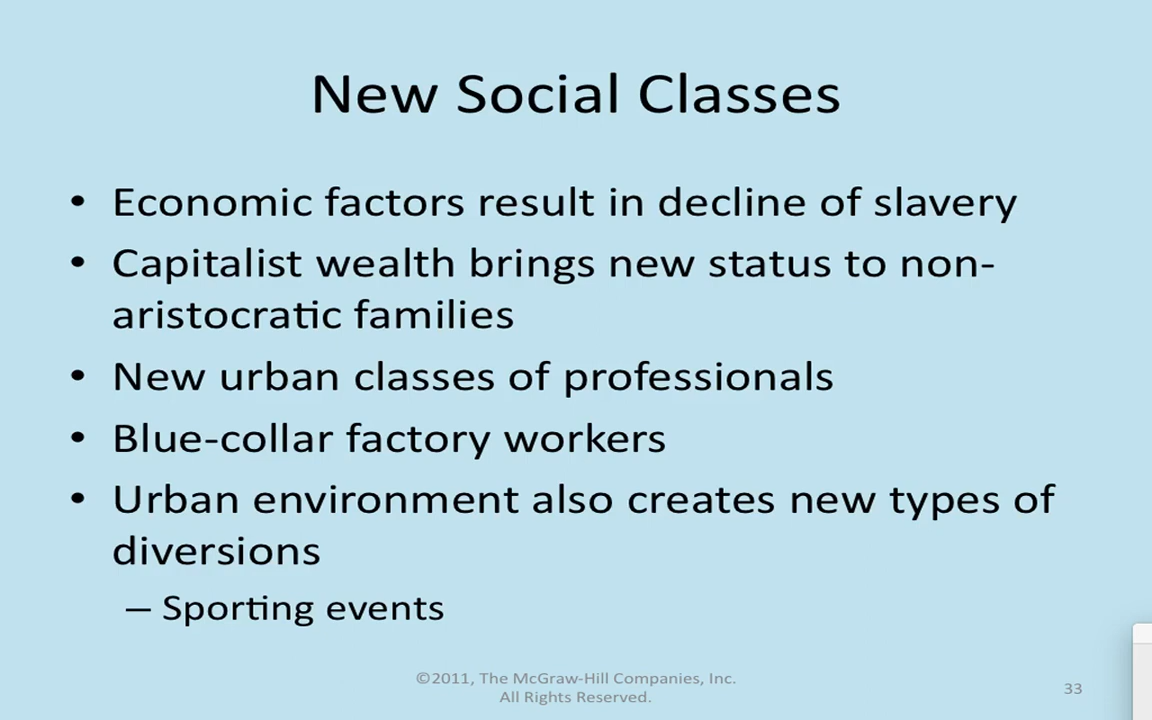 New Social Classes
• Economic factors result in decline of slavery
• Capitalist wealth brings new status to non-
aristocratic families
• New urban classes of professionals
• Blue-collar factory workers
• Urban environment also creates new types of
diversions
– Sporting events
©2011, The McGraw-Hill Companies, Inc.
All Rights Reserved.
33